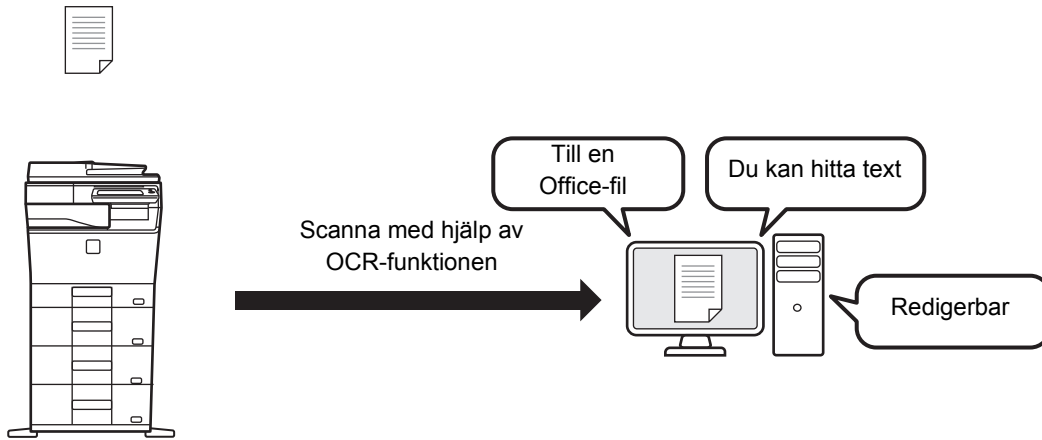 Till en
Office-fil
Du kan hitta text
Scanna med hjälp av
OCR-funktionen
Redigerbar